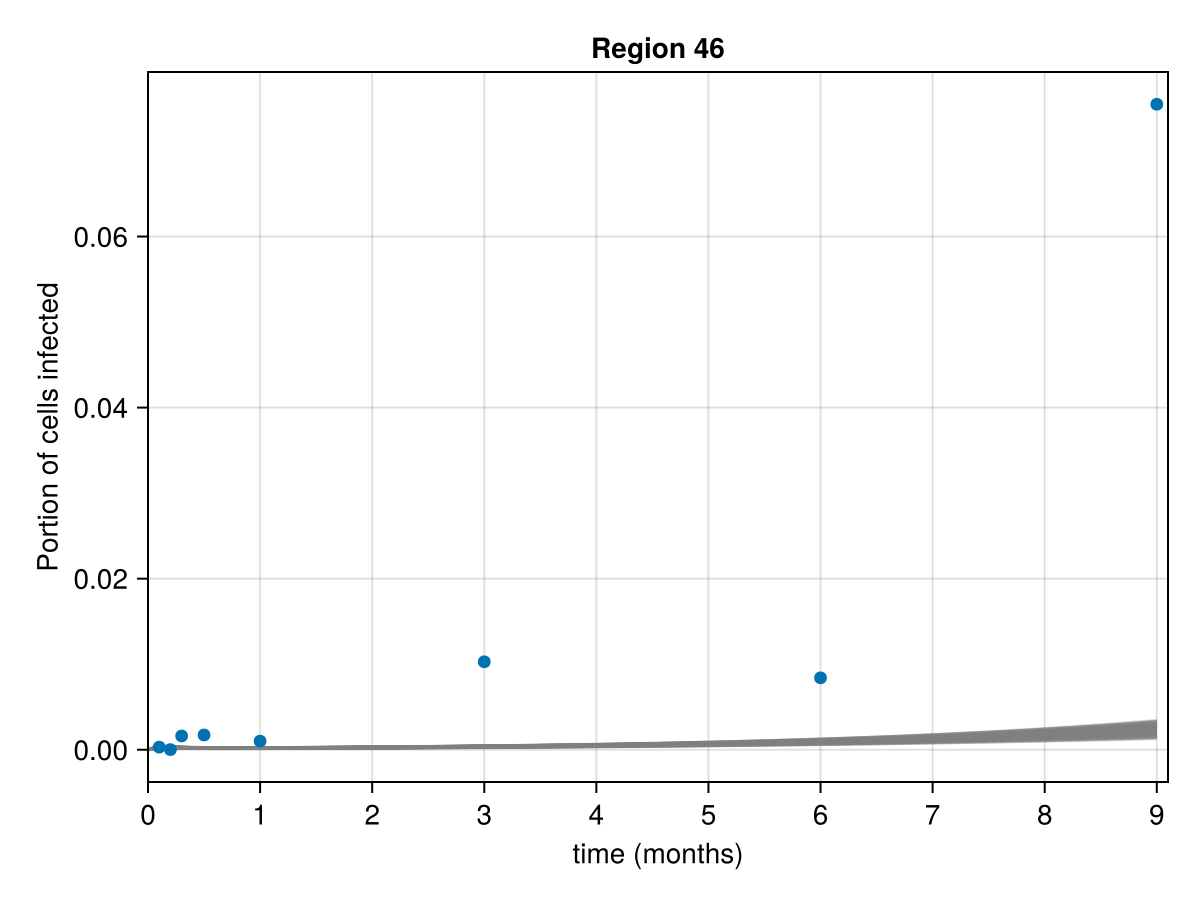 Region 46
Portion of cells infected
0.06
0.04
0.02
0.00
0 1 2 3 4 5 6 7 8 9
time (months)